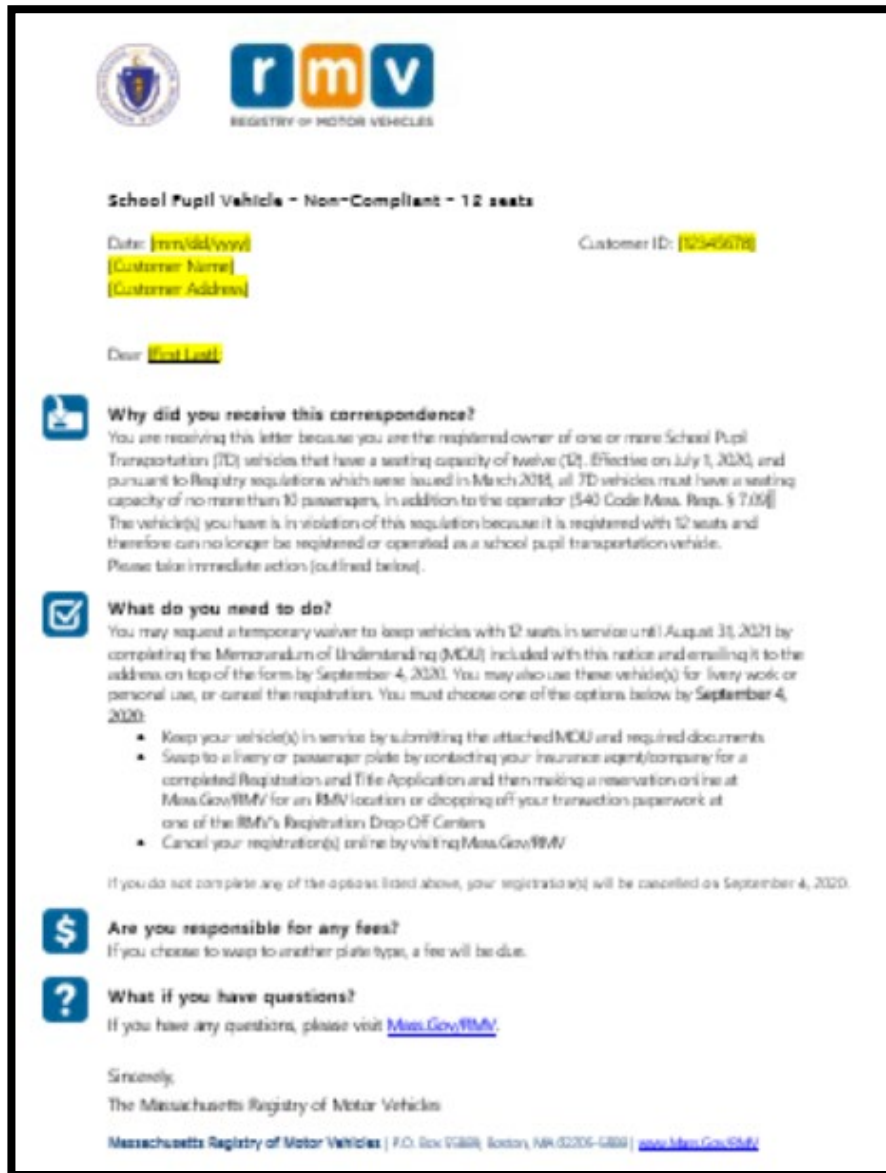 rmv
REGISTRY OF MOTOR VEHICLES
School Pupil Vehicle - Non-Compliant - 12 seats
Date: [mm/dd/yyyy]
Customer ID: [12345678]
[Customer Name]
[Customer Address]
Dear [First Last]:
Why did you receive this correspondence?
You are receiving this letter because you are the registered owner of one or more School Pupil
Transportation (7D) vehicles that have a seating capacity of twelve (12). Effective on July 1, 2020, and
pursuant to Registry regulations which were issued in March 2018, all 7D vehicles must have a seating
capacity of no more than 10 passengers, in addition to the operator (540 Code Mass. Regs. § 7.09)
The vehicle(s) you have is in violation of this regulation because it is registered with 12 seats and
therefore can no longer be registered or operated as a school pupil transportation vehicle.
Please take immediate action (outlined below).
What do you need to do?
You may request a temporary waiver to keep vehicles with 12 seats in service until August 31, 2021 by
completing the Memorandum of Understanding (MOU) included with this notice and emailing it to the
address on top of the form by September 4, 2020. You may also use these vehicle(s) for livery work or
personal use, or cancel the registration. You must choose one of the options below by September 4,
2020:
• Keep your vehicle(s) in service by submitting the attached MOU and required documents
• Swap to a livery or passenger plate by contacting your insurance agent/company for a
completed Registration and Title Application and then making a reservation online at
Mass.Gov/RMV for an RMV location or dropping off your transaction paperwork at
one of the RMV's Registration Drop Off Centers
• Cancel your registration(s) online by visiting Mass.Gov/RMV
If you do not complete any of the options listed above, your registration(s) will be cancelled on September 4, 2020.
$ Are you responsible for any fees?
If you choose to swap to another plate type, a fee will be due.
? What if you have questions?
If you have any questions, please visit Mass.Gov/RMV.
Sincerely,
The Massachusetts Registry of Motor Vehicles
Massachusetts Registry of Motor Vehicles | P.O. Box Boston, MA | www.Mass.Gov/RMV